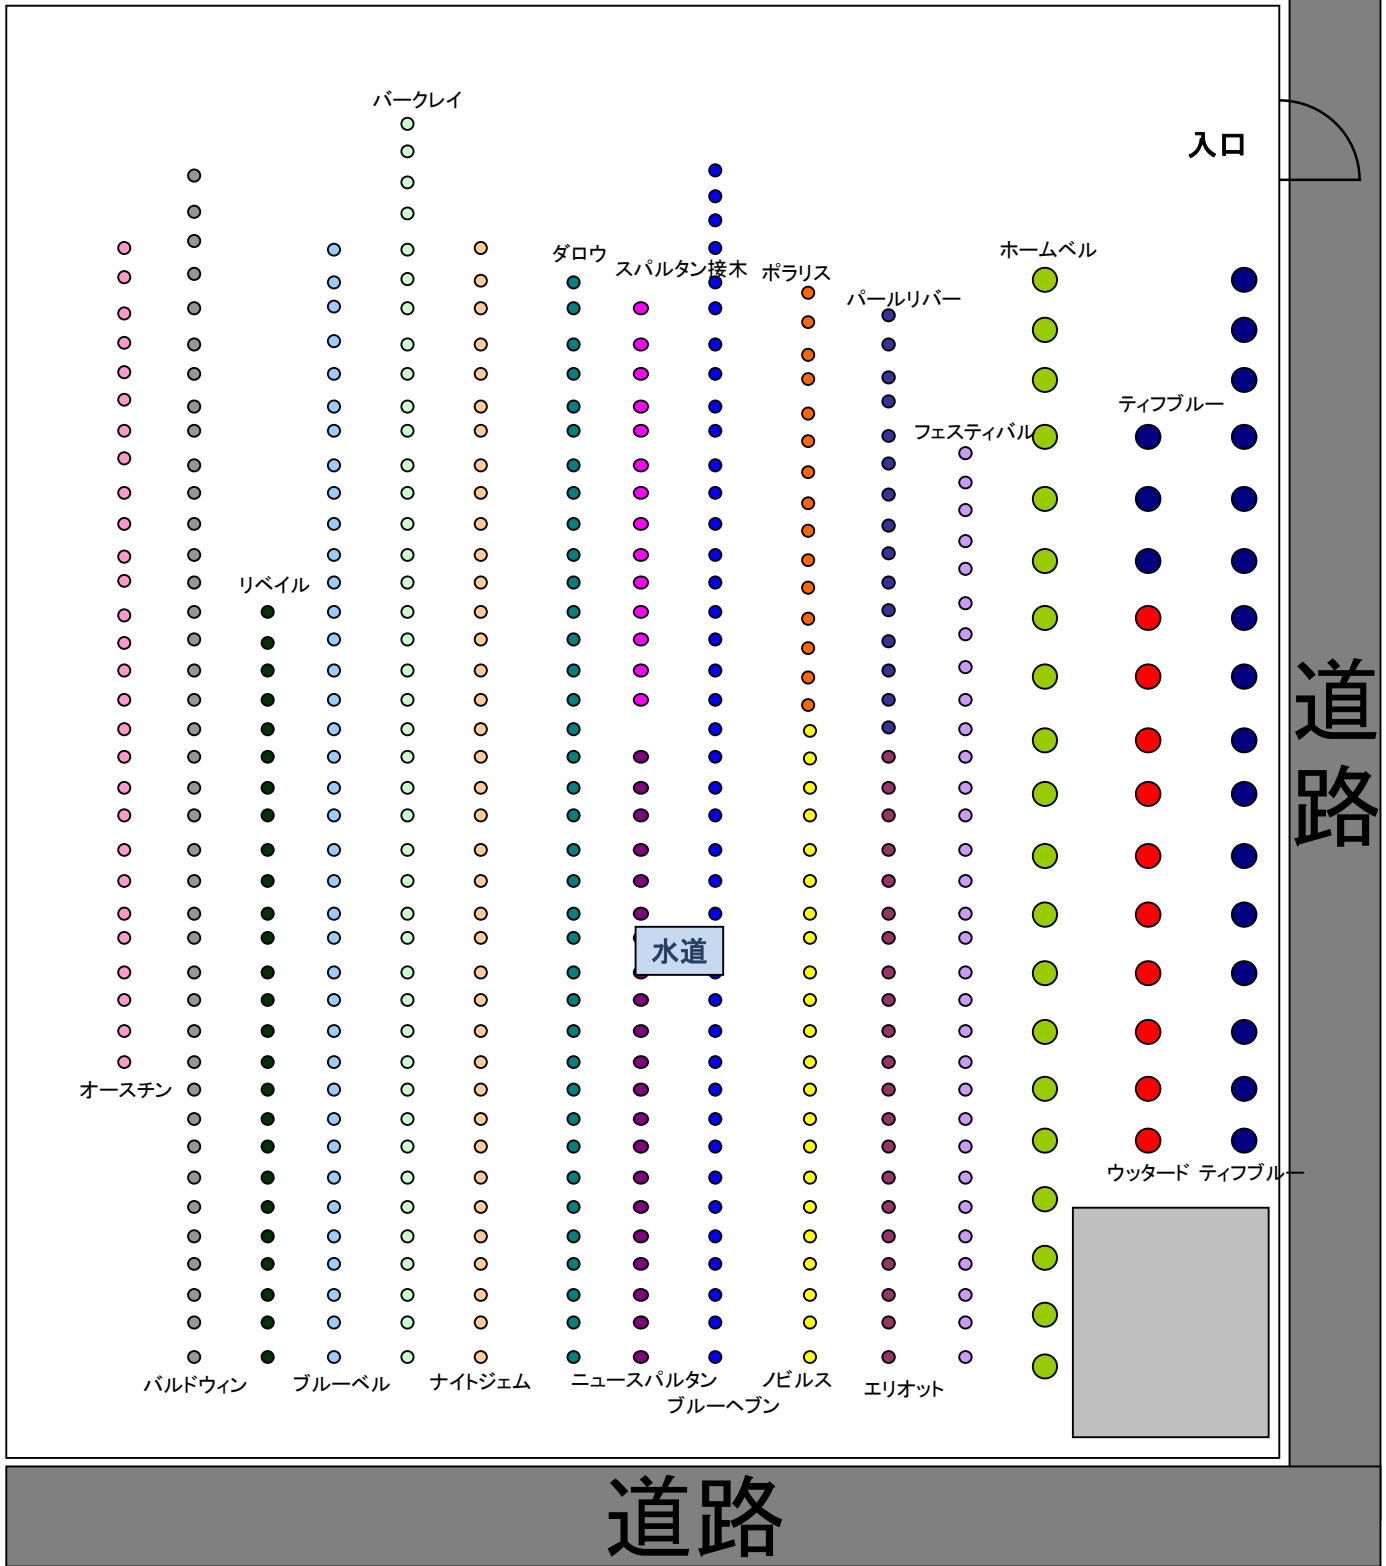 バークレイ
入口
ダロウ
スパルタン接木
ポラリス
パールリバー
ホームベル
ティフブルー
フェスティバル
リベイル
道路
水道
オースチン
ウッタード
ティフブルー
バルドウィン
ブルーベル
ナイトジェム
ニュースパルタン
ブルーヘブン
ノビルス
エリオット
道路